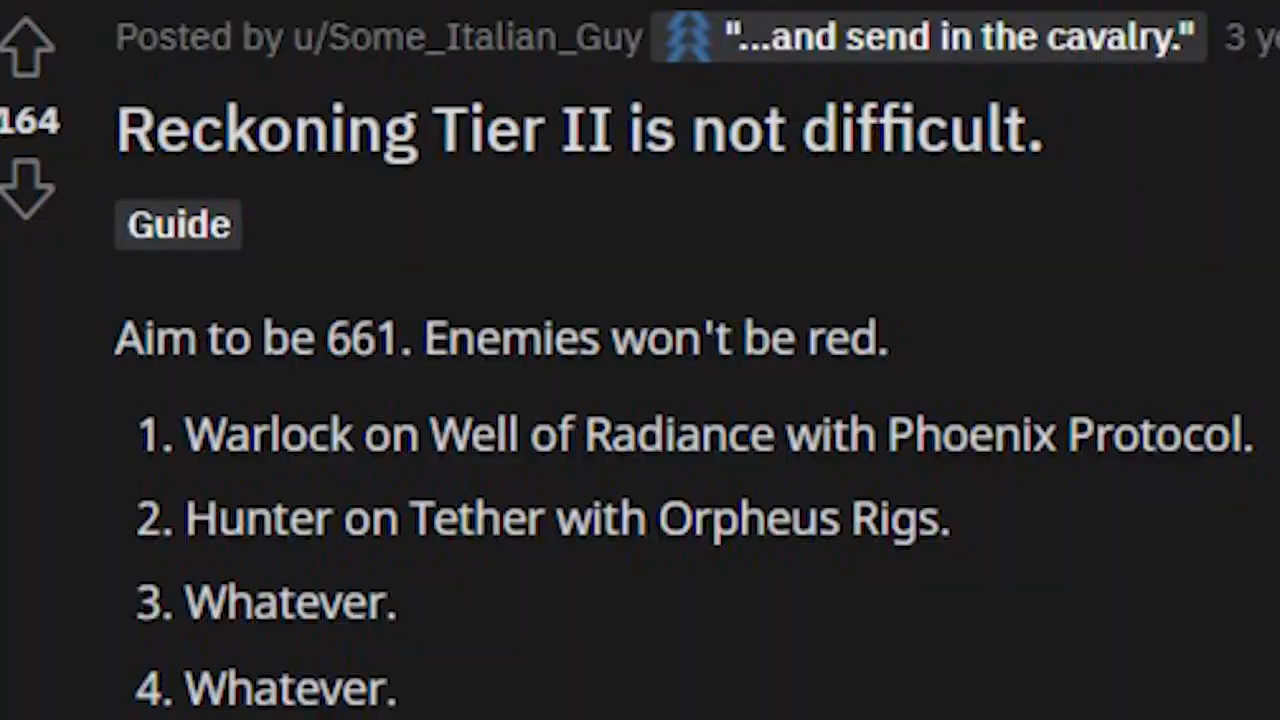 Posted by u/Some_Italian_Guy "...and send in the cavalry." 3
164
Reckoning Tier II is not difficult.
Guide
Aim to be 661. Enemies won't be red.
1. Warlock on Well of Radiance with Phoenix Protocol.
2. Hunter on Tether with Orpheus Rigs.
3. Whatever.
4. Whatever.